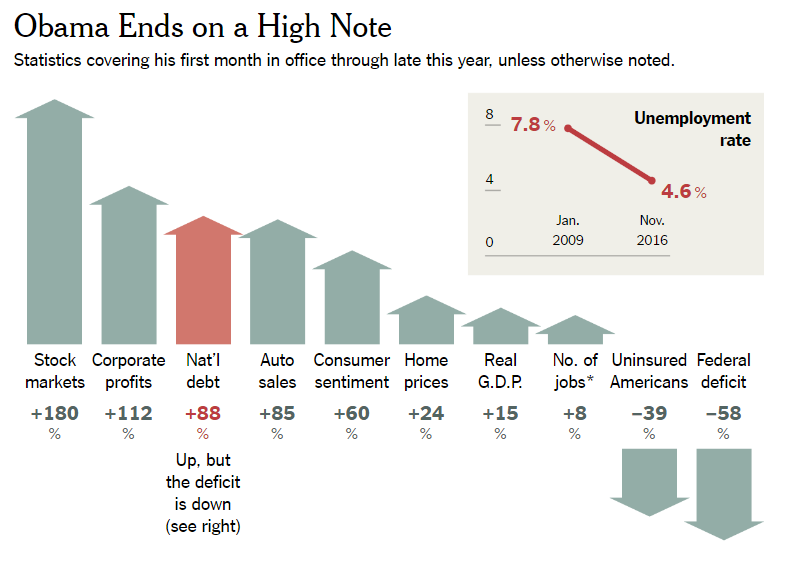 Obama Ends on a High Note
Statistics covering his first month in office through late this year, unless otherwise noted.
Unemployment
rate
8
7.8 %
4
4.6 %
0
Jan.
2009
Nov.
2016
Stock
markets
+180
%
Corporate
profits
+112
%
Nat’l
debt
+88
%
Up, but
the deficit
is down
(see right)
Auto
sales
+85
%
Consumer
sentiment
+60
%
Home
prices
+24
%
Real
G.D.P.
+15
%
No. of
jobs*
+8
%
Uninsured
Americans
–39
%
Federal
deficit
–58
%